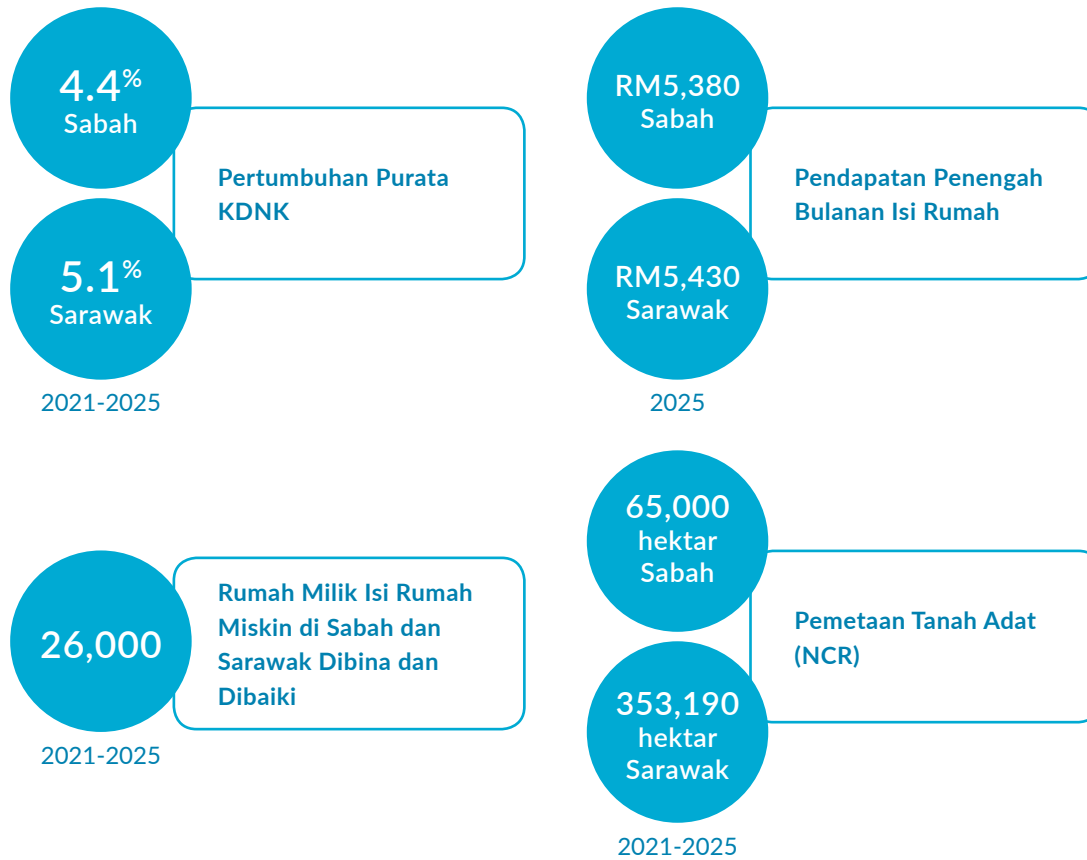 4.4%
Sabah
5.1%
Sarawak
2021-2025
Pertumbuhan Purata
KDNK
RM5,380
Sabah
RM5,430
Sarawak
2025
Pendapatan Penengah
Bulanan Isi Rumah
26,000
2021-2025
Rumah Milik Isi Rumah
Miskin di Sabah dan
Sarawak Dibina dan
Dibaiki
65,000
hektar
Sabah
353,190
hektar
Sarawak
2021-2025
Pemetaan Tanah Adat
(NCR)